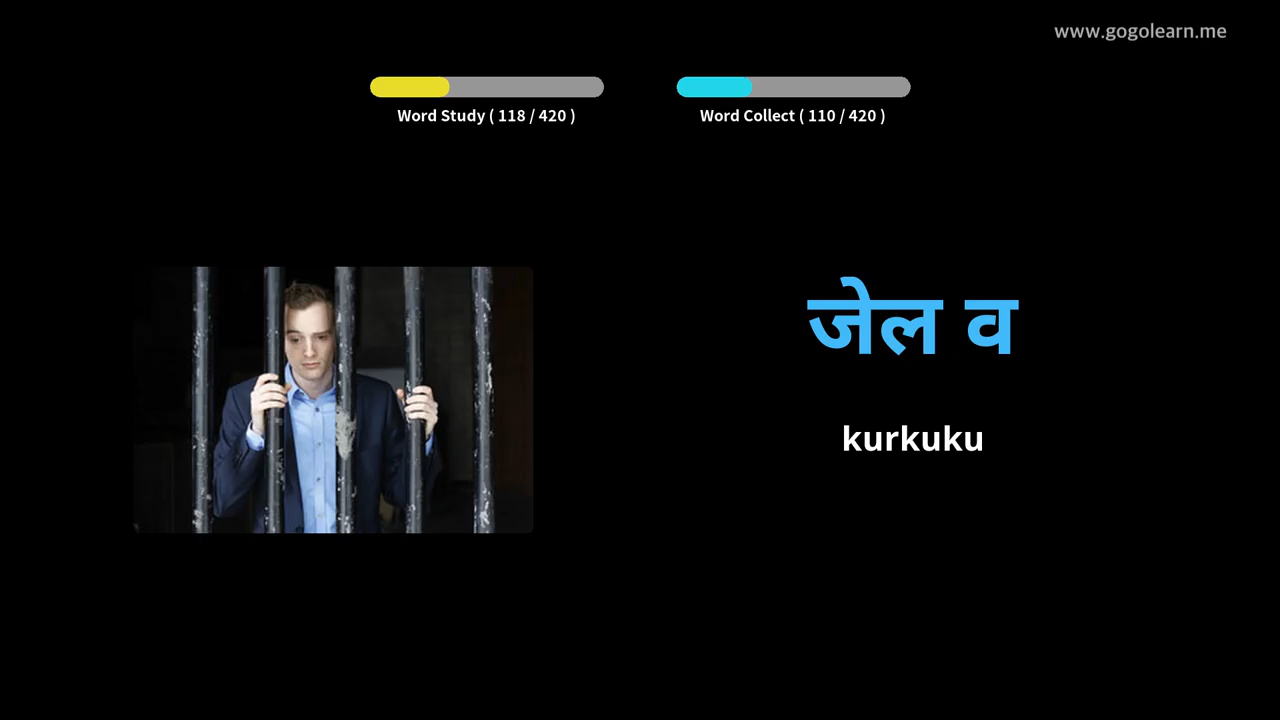 www.gogolearn.me
Word Study ( 118 / 420 )
Word Collect ( 110 / 420 )
जेल व
kurkuku